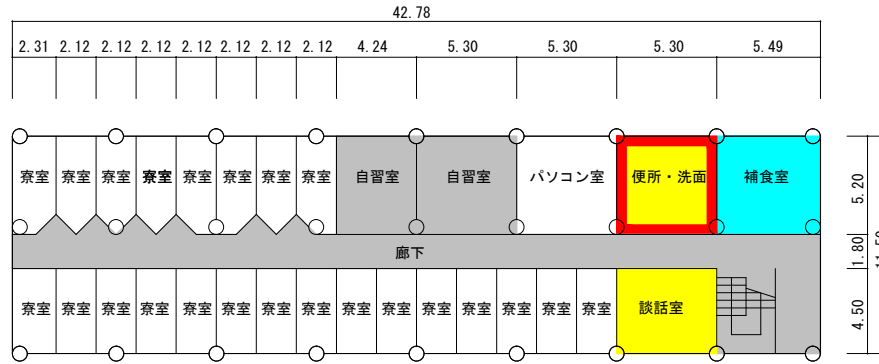 42.78
2.31 2.12 2.12 2.12 2.12 2.12 2.12 2.12 4.24 5.30 5.30 5.30 5.49
寮室 寮室 寮室 寮室 寮室 寮室 寮室 寮室 自習室 自習室 パソコン室 便所・洗面 補食室
5.20
廊下
1.80
寮室 寮室 寮室 寮室 寮室 寮室 寮室 寮室 寮室 寮室 寮室 寮室 寮室 寮室 寮室 談話室
4.50